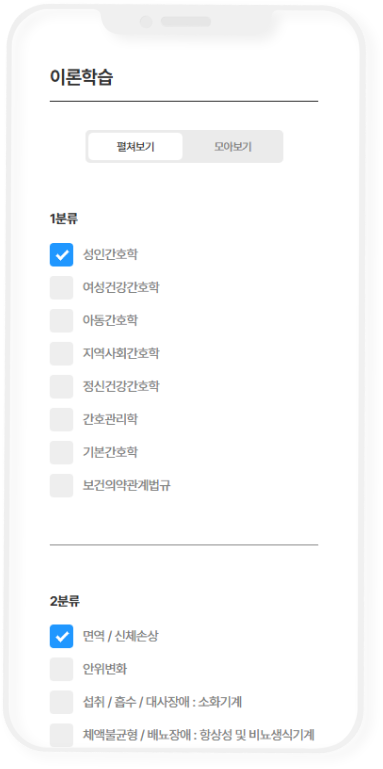 이론학습
펼쳐보기 모아보기
1분류
성인간호학
여성건강간호학
아동간호학
지역사회간호학
정신건강간호학
간호관리학
기본간호학
보건의약관계법규
2분류
면역 / 신체손상
안위변화
섭취 / 흡수 / 대사장애 : 소화기계
체액불균형 / 배뇨장애 : 항상성 및 비뇨생식기계